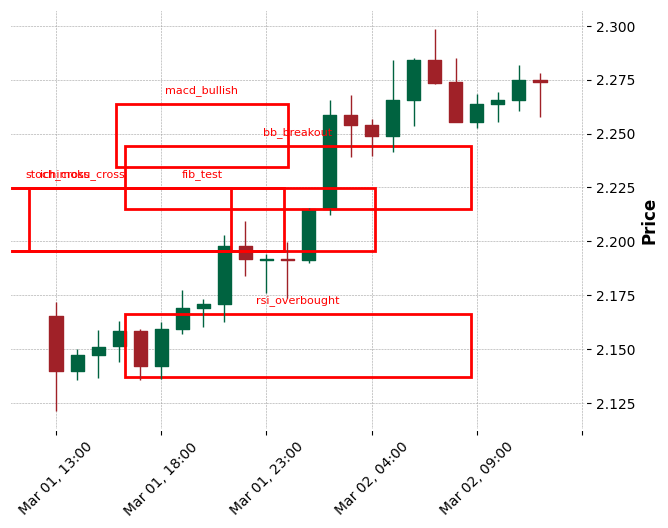 2.300
2.275
macd_bullish
2.250
bb_breakout
2.225
stoch_cross
ichimoku_cross
fib_test
2.200
Price
2.175
rsi_overbought
2.150
2.125
Mar 01, 13:00
Mar 01, 18:00
Mar 01, 23:00
Mar 02, 04:00
Mar 02, 09:00